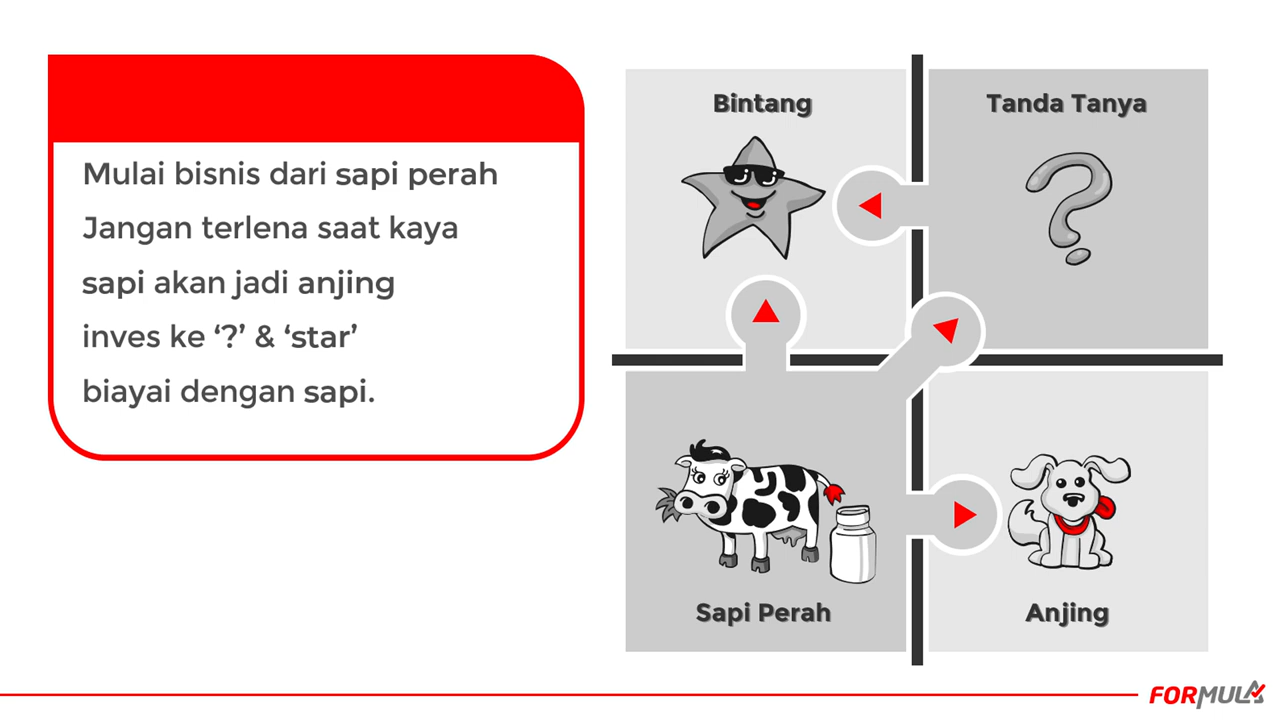 Mulai bisnis dari sapi perah
Jangan terlena saat kaya
sapi akan jadi anjing
inves ke ‘?’ & ‘star’
biayai dengan sapi.
Bintang
Tanda Tanya
?
Sapi Perah
Anjing
FORMULA